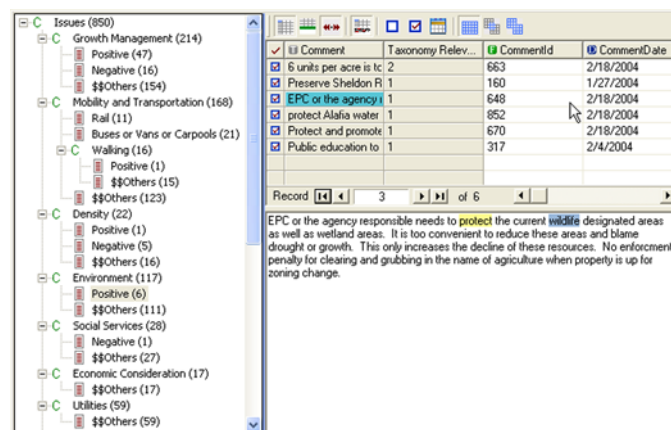 Issues (850)
Growth Management (214)
Positive (47)
Negative (16)
$$Others (154)
Mobility and Transportation (168)
Rail (11)
Buses or Vans or Carpools (21)
Walking (16)
Positive (1)
$$Others (15)
$$Others (123)
Density (22)
Positive (1)
Negative (5)
$$Others (16)
Environment (117)
Positive (6)
$$Others (111)
Social Services (28)
Negative (1)
$$Others (27)
Economic Consideration (17)
$$Others (17)
Utilities (59)
$$Others (59)
Comment Taxonomy Relev... CommentId CommentDate
6 units per acre is to 2 663 2/18/2004
Preserve Sheldon R 1 160 1/27/2004
EPC or the agency r 1 648 2/18/2004
protect Alafia water 1 852 2/18/2004
Protect and promote 1 670 2/18/2004
Public education to 1 317 2/4/2004
Record 3 of 6
EPC or the agency responsible needs to protect the current wildlife designated areas
as well as wetland areas. It is too convenient to reduce these areas and blame
drought or growth. This only increases the decline of these resources. No enforcment
penalty for clearing and grubbing in the name of agriculture when property is up for
zoning change.